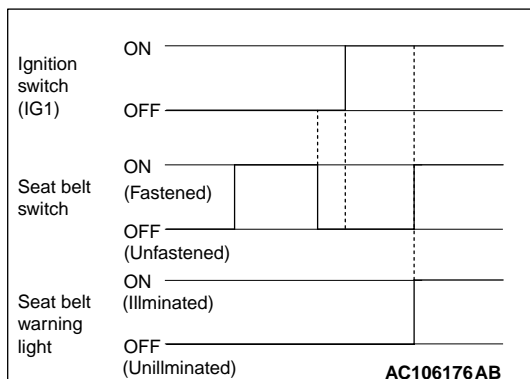 Ignition
switch
(IG1)
ON
OFF
Seat belt
switch
ON
(Fastened)
OFF
(Unfastened)
Seat belt
warning
light
ON
(Illminated)
OFF
(Unillminated)
AC106176AB